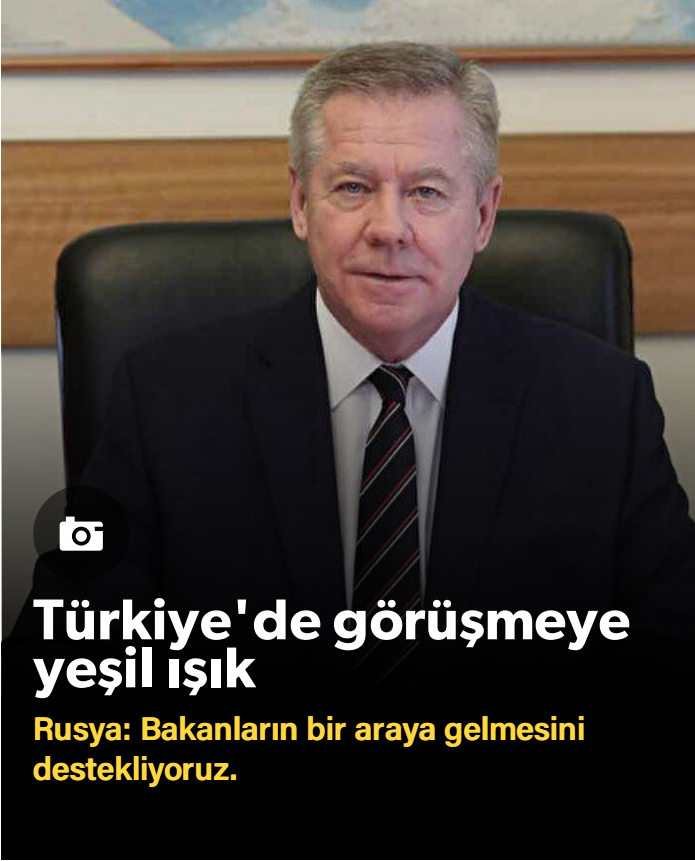 Türkiye'de görüşmeye
yeşil ışık
Rusya: Bakanların bir araya gelmesini
destekliyoruz.